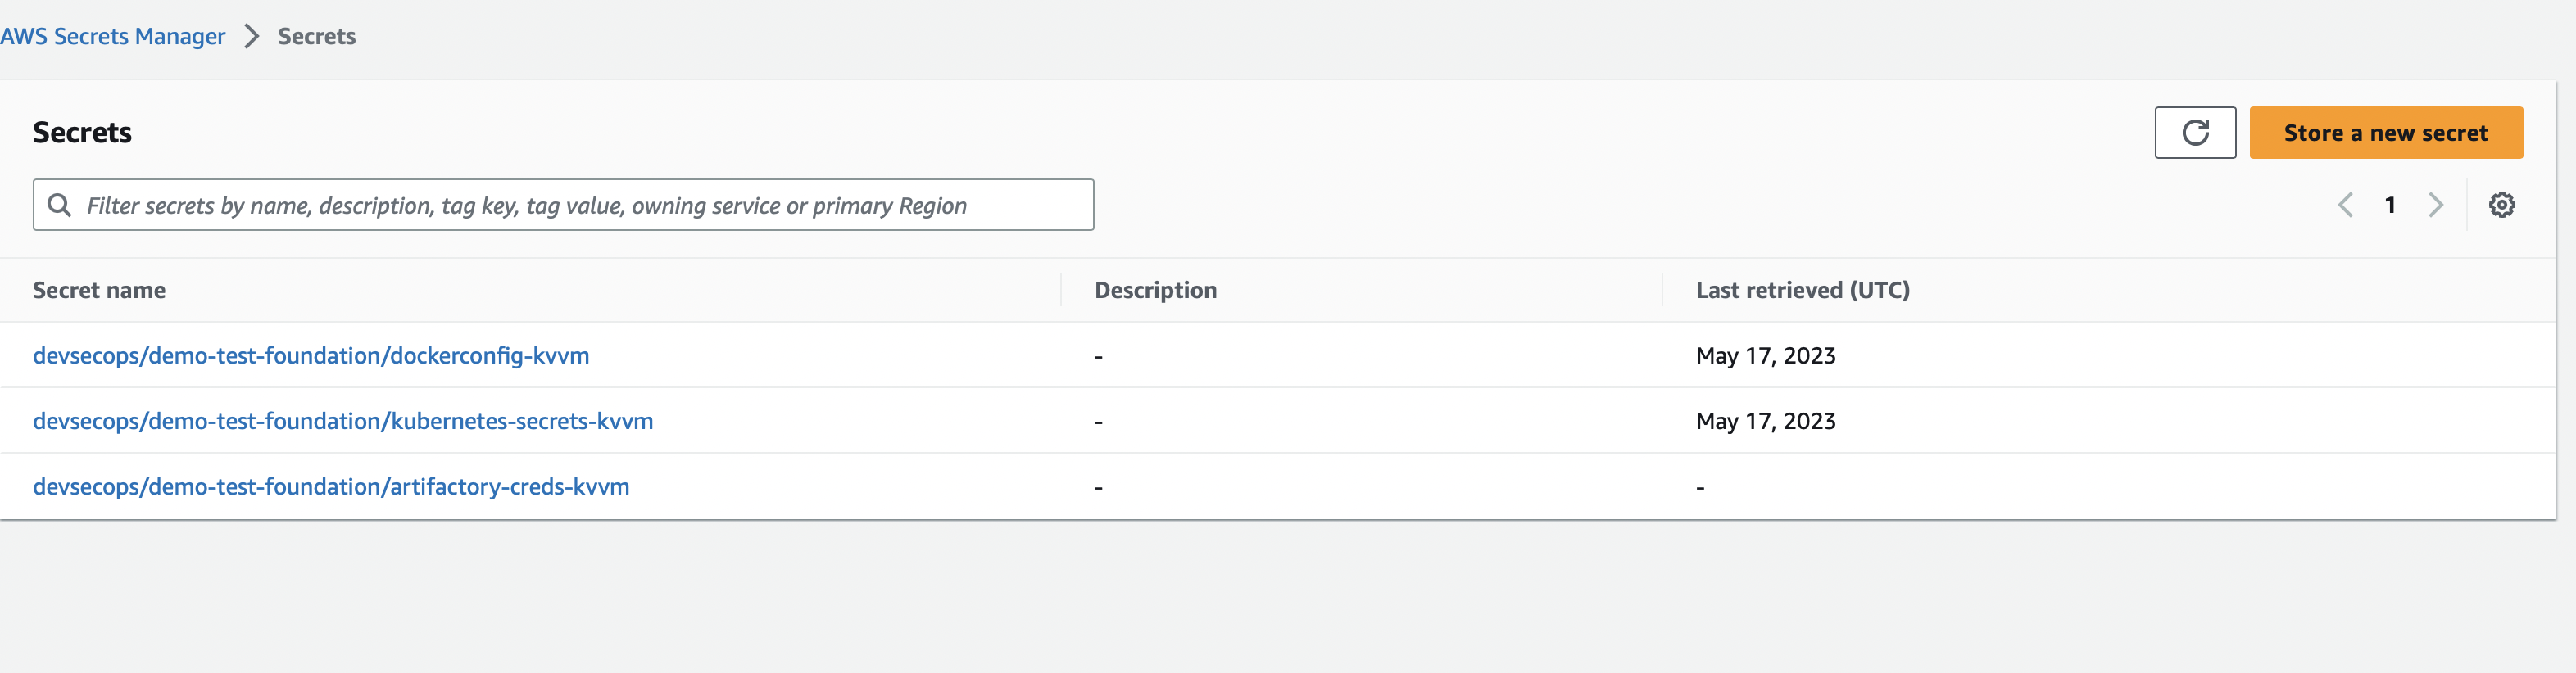 AWS Secrets Manager > Secrets
Secrets
Store a new secret
Filter secrets by name, description, tag key, tag value, owning service or primary Region
1
Secret name Description Last retrieved (UTC)
devsecops/demo-test-foundation/dockerconfig-kvvm - May 17, 2023
devsecops/demo-test-foundation/kubernetes-secrets-kvvm - May 17, 2023
devsecops/demo-test-foundation/artifactory-creds-kvvm - -